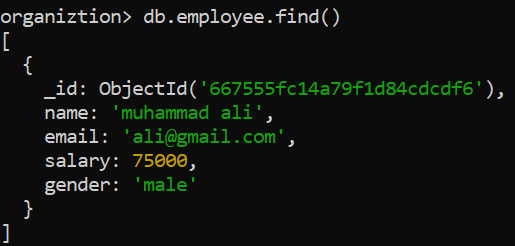 organiztion> db.employee.find()
[
  {
    _id: ObjectId('667555fc14a79f1d84cdcdf6'),
    name: 'muhammad ali',
    email: 'ali@gmail.com',
    salary: 75000,
    gender: 'male'
  }
]